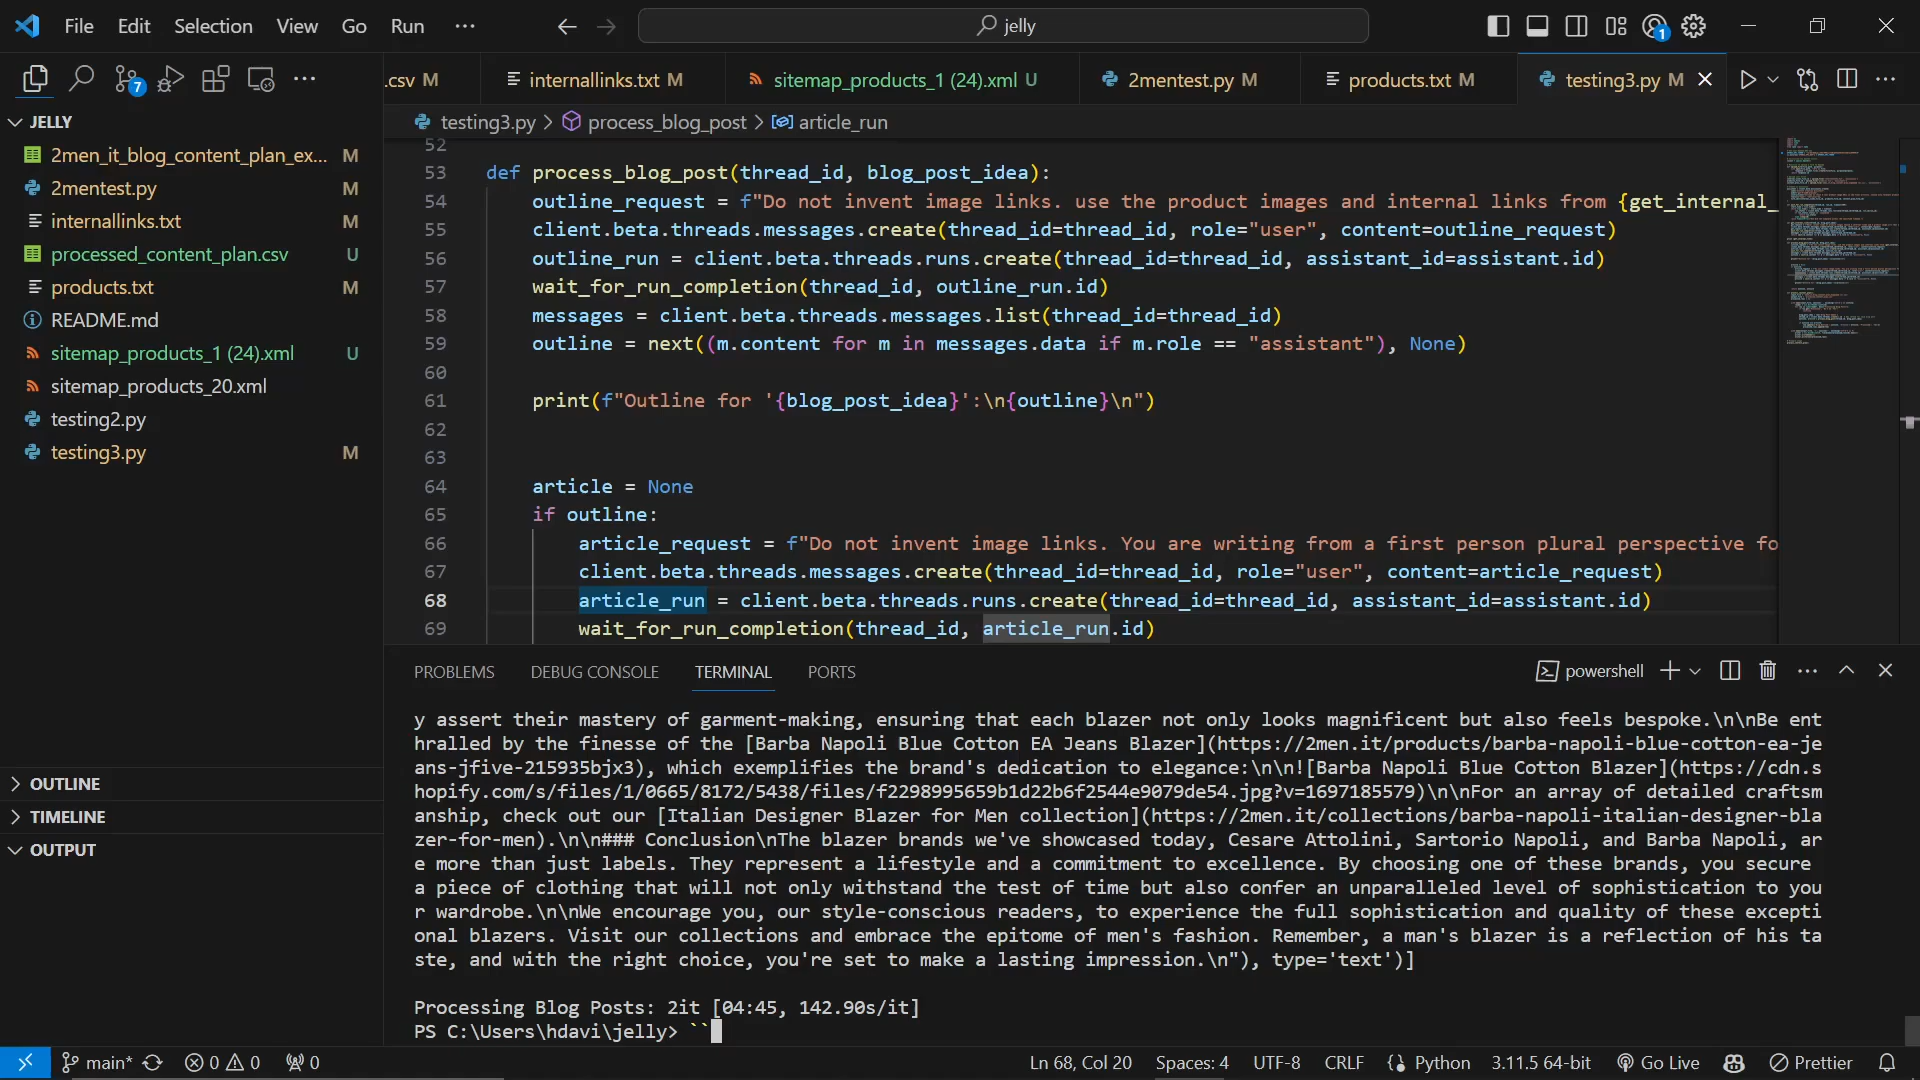 File Edit Selection View Go Run ···
jelly
1
7
.csv M
internallinks.txt M
sitemap_products_1 (24).xml U
2mentest.py M
products.txt M
testing3.py M
JELLY
2men_it_blog_content_plan_ex... M
2mentest.py M
internallinks.txt M
processed_content_plan.csv U
products.txt M
README.md
sitemap_products_1 (24).xml U
sitemap_products_20.xml
testing2.py
testing3.py M
OUTLINE
TIMELINE
OUTPUT
testing3.py > process_blog_post > article_run
52
53 def process_blog_post(thread_id, blog_post_idea):
54 outline_request = f"Do not invent image links. use the product images and internal links from {get_internal_
55 client.beta.threads.messages.create(thread_id=thread_id, role="user", content=outline_request)
56 outline_run = client.beta.threads.runs.create(thread_id=thread_id, assistant_id=assistant.id)
57 wait_for_run_completion(thread_id, outline_run.id)
58 messages = client.beta.threads.messages.list(thread_id=thread_id)
59 outline = next((m.content for m in messages.data if m.role == "assistant"), None)
60
61 print(f"Outline for '{blog_post_idea}':\n{outline}\n")
62
63
64 article = None
65 if outline:
66 article_request = f"Do not invent image links. You are writing from a first person plural perspective fo
67 client.beta.threads.messages.create(thread_id=thread_id, role="user", content=article_request)
68 article_run = client.beta.threads.runs.create(thread_id=thread_id, assistant_id=assistant.id)
69 wait_for_run_completion(thread_id, article_run.id)
PROBLEMS DEBUG CONSOLE TERMINAL PORTS
powershell
y assert their mastery of garment-making, ensuring that each blazer not only looks magnificent but also feels bespoke.\n\nBe ent
hralled by the finesse of the [Barba Napoli Blue Cotton EA Jeans Blazer](https://2men.it/products/barba-napoli-blue-cotton-ea-je
ans-jfive-215935bjx3), which exemplifies the brand's dedication to elegance:\n\n![Barba Napoli Blue Cotton Blazer](https://cdn.s
hopify.com/s/files/1/0665/8172/5438/files/f2298995659b1d22b6f2544e9079de54.jpg?v=1697185579)\n\nFor an array of detailed craftsm
anship, check out our [Italian Designer Blazer for Men collection](https://2men.it/collections/barba-napoli-italian-designer-bla
zer-for-men).\n\n### Conclusion\nThe blazer brands we've showcased today, Cesare Attolini, Sartorio Napoli, and Barba Napoli, ar
e more than just labels. They represent a lifestyle and a commitment to excellence. By choosing one of these brands, you secure
a piece of clothing that will not only withstand the test of time but also confer an unparalleled level of sophistication to you
r wardrobe.\n\nWe encourage you, our style-conscious readers, to experience the full sophistication and quality of these excepti
onal blazers. Visit our collections and embrace the epitome of men's fashion. Remember, a man's blazer is a reflection of his ta
ste, and with the right choice, you're set to make a lasting impression.\n"), type='text')]
Processing Blog Posts: 2it [04:45, 142.90s/it]
PS C:\Users\hdavi\jelly> ``
main* 0 0 0
Ln 68, Col 20 Spaces: 4 UTF-8 CRLF Python 3.11.5 64-bit Go Live Prettier